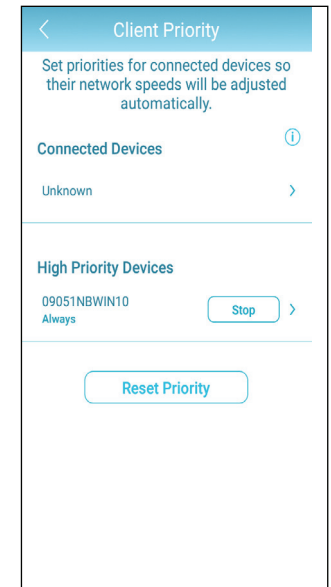 Client Priority
Set priorities for connected devices so
their network speeds will be adjusted
automatically.
Connected Devices
Unknown
High Priority Devices
09051NBWIN10
Always
Stop
Reset Priority